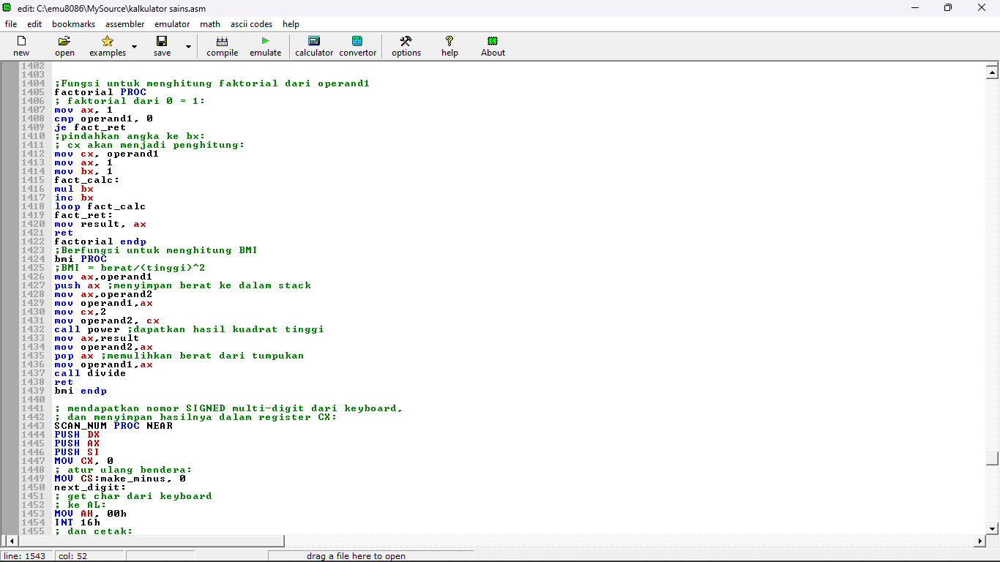 edit: C:\emu8086\MySource\kalkulator sains.asm
file edit bookmarks assembler emulator math ascii codes help
new open examples save compile emulate calculator convertor options help About
1402
1403
1404 ;Fungsi untuk menghitung faktorial dari operand1
1405 factorial PROC
1406 ; faktorial dari 0 = 1:
1407 mov ax, 1
1408 cmp operand1, 0
1409 je fact_ret
1410 ;pindahkan angka ke bx:
1411 ; cx akan menjadi penghitung:
1412 mov cx, operand1
1413 mov ax, 1
1414 mov bx, 1
1415 fact_calc:
1416 mul bx
1417 inc bx
1418 loop fact_calc
1419 fact_ret:
1420 mov result, ax
1421 ret
1422 factorial endp
1423 ;Berfungsi untuk menghitung BMI
1424 bmi PROC
1425 ;BMI = berat/(tinggi)^2
1426 mov ax,operand1
1427 push ax ;menyimpan berat ke dalam stack
1428 mov ax,operand2
1429 mov operand1,ax
1430 mov cx,2
1431 mov operand2, cx
1432 call power ;dapatkan hasil kuadrat tinggi
1433 mov ax,result
1434 mov operand2,ax
1435 pop ax ;memulihkan berat dari tumpukan
1436 mov operand1,ax
1437 call divide
1438 ret
1439 bmi endp
1440
1441 ; mendapatkan nomor SIGNED multi-digit dari keyboard,
1442 ; dan menyimpan hasilnya dalam register CX:
1443 SCAN_NUM PROC NEAR
1444 PUSH DX
1445 PUSH AX
1446 PUSH SI
1447 MOV CX, 0
1448 ; atur ulang bendera:
1449 MOV CS:make_minus, 0
1450 next_digit:
1451 ; get char dari keyboard
1452 ; ke AL:
1453 MOV AH, 00h
1454 INT 16h
1455 ; dan cetak:
line: 1543 col: 52 drag a file here to open